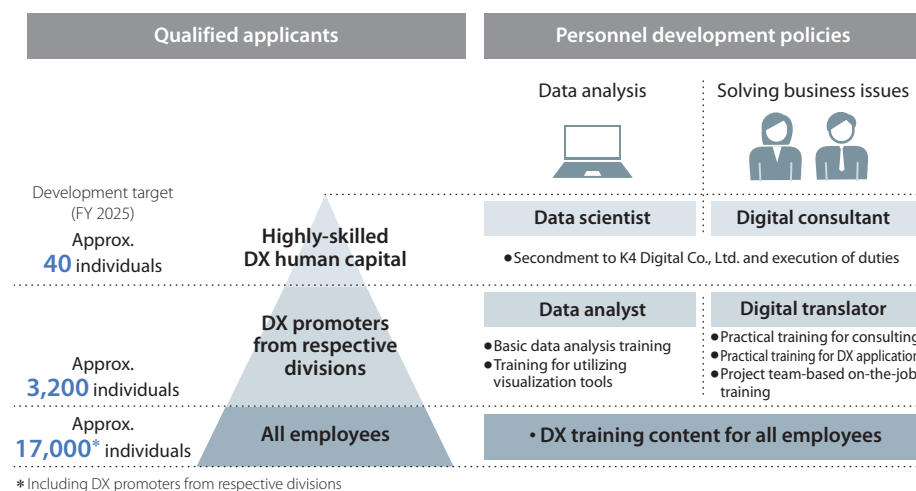 Qualified applicants
Personnel development policies
Data analysis
Solving business issues
Development target
(FY 2025)
Approx.
40 individuals
Highly-skilled
DX human capital
Data scientist
Digital consultant
●Secondment to K4 Digital Co., Ltd. and execution of duties
Approx.
3,200 individuals
DX promoters
from respective
divisions
Data analyst
●Basic data analysis training
●Training for utilizing
visualization tools
Digital translator
●Practical training for consulting
●Practical training for DX application
●Project team-based on-the-job
training
Approx.
17,000* individuals
All employees
• DX training content for all employees
* Including DX promoters from respective divisions